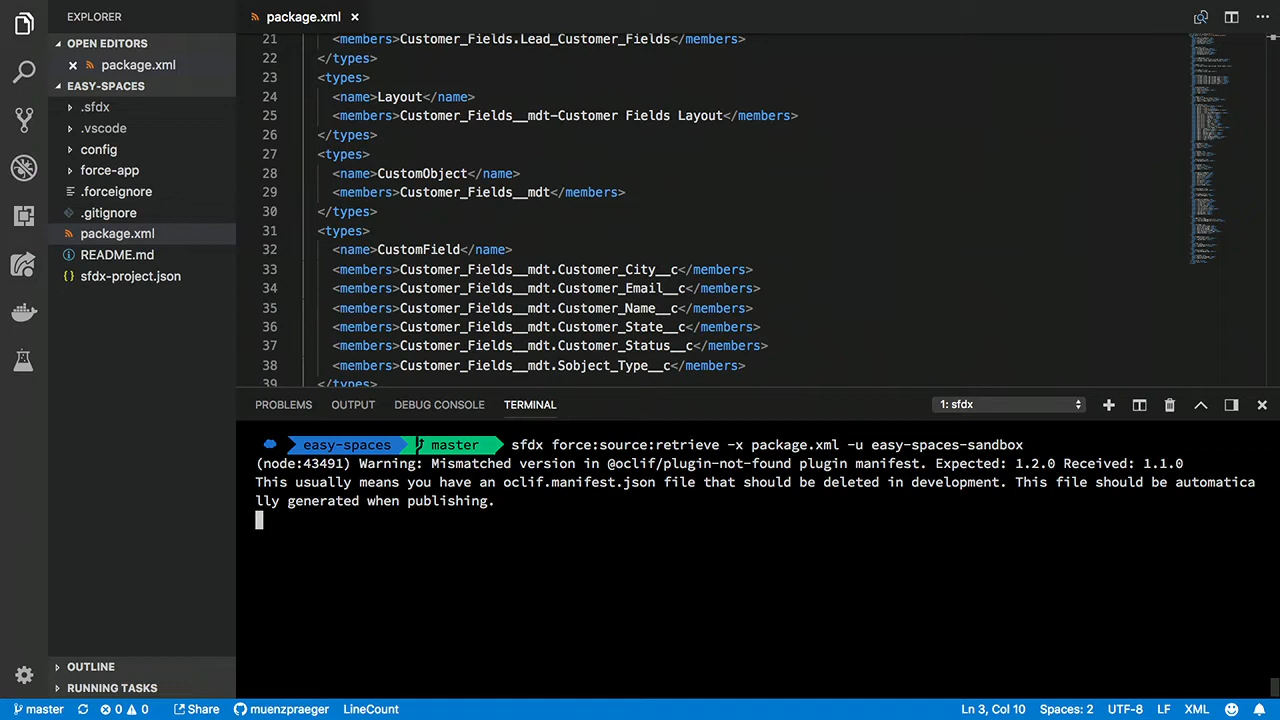 EXPLORER
OPEN EDITORS
package.xml
EASY-SPACES
.sfdx
.vscode
config
force-app
.forceignore
.gitignore
package.xml
README.md
sfdx-project.json
OUTLINE
RUNNING TASKS
package.xml
21 <members>Customer_Fields.Lead_Customer_Fields</members>
22 </types>
23 <types>
24 <name>Layout</name>
25 <members>Customer_Fields__mdt-Customer Fields Layout</members>
26 </types>
27 <types>
28 <name>CustomObject</name>
29 <members>Customer_Fields__mdt</members>
30 </types>
31 <types>
32 <name>CustomField</name>
33 <members>Customer_Fields__mdt.Customer_City__c</members>
34 <members>Customer_Fields__mdt.Customer_Email__c</members>
35 <members>Customer_Fields__mdt.Customer_Name__c</members>
36 <members>Customer_Fields__mdt.Customer_State__c</members>
37 <members>Customer_Fields__mdt.Customer_Status__c</members>
38 <members>Customer_Fields__mdt.Sobject_Type__c</members>
39 </types>
PROBLEMS OUTPUT DEBUG CONSOLE TERMINAL 1: sfdx
easy-spaces master sfdx force:source:retrieve -x package.xml -u easy-spaces-sandbox
(node:43491) Warning: Mismatched version in @oclif/plugin-not-found plugin manifest. Expected: 1.2.0 Received: 1.1.0
This usually means you have an oclif.manifest.json file that should be deleted in development. This file should be automatica
lly generated when publishing.
master 0 0 Share muenzpraeger LineCount Ln 3, Col 10 Spaces: 2 UTF-8 LF XML